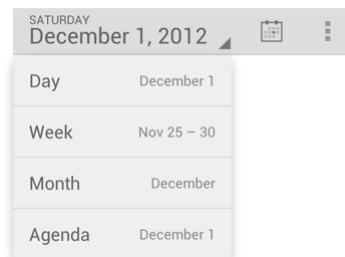 SATURDAY
December 1, 2012
Day December 1
Week Nov 25 – 30
Month December
Agenda December 1